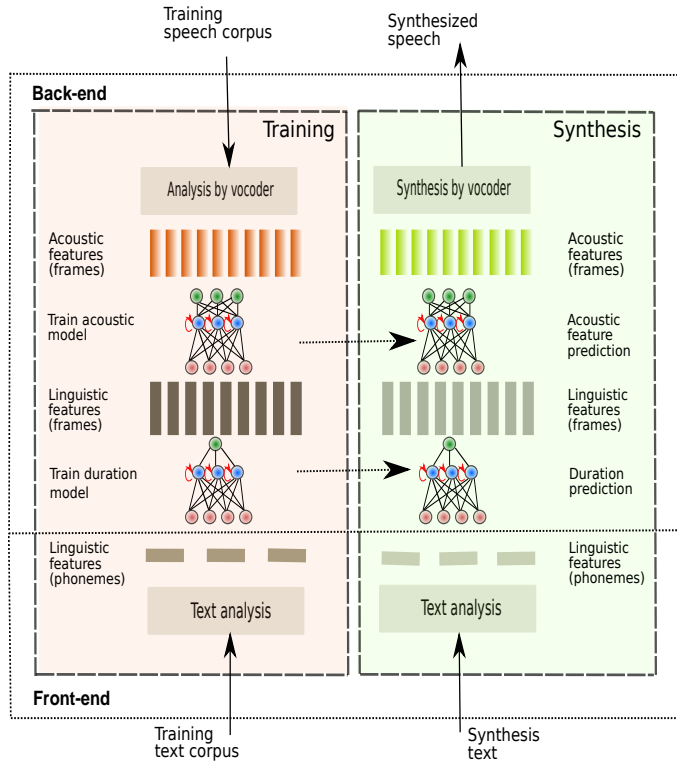 Training
speech corpus
Synthesized
speech
Back-end
Training
Synthesis
Analysis by vocoder
Synthesis by vocoder
Acoustic
features
(frames)
Acoustic
features
(frames)
Train acoustic
model
Acoustic
feature
prediction
Linguistic
features
(frames)
Linguistic
features
(frames)
Train duration
model
Duration
prediction
Linguistic
features
(phonemes)
Linguistic
features
(phonemes)
Text analysis
Text analysis
Front-end
Training
text corpus
Synthesis
text